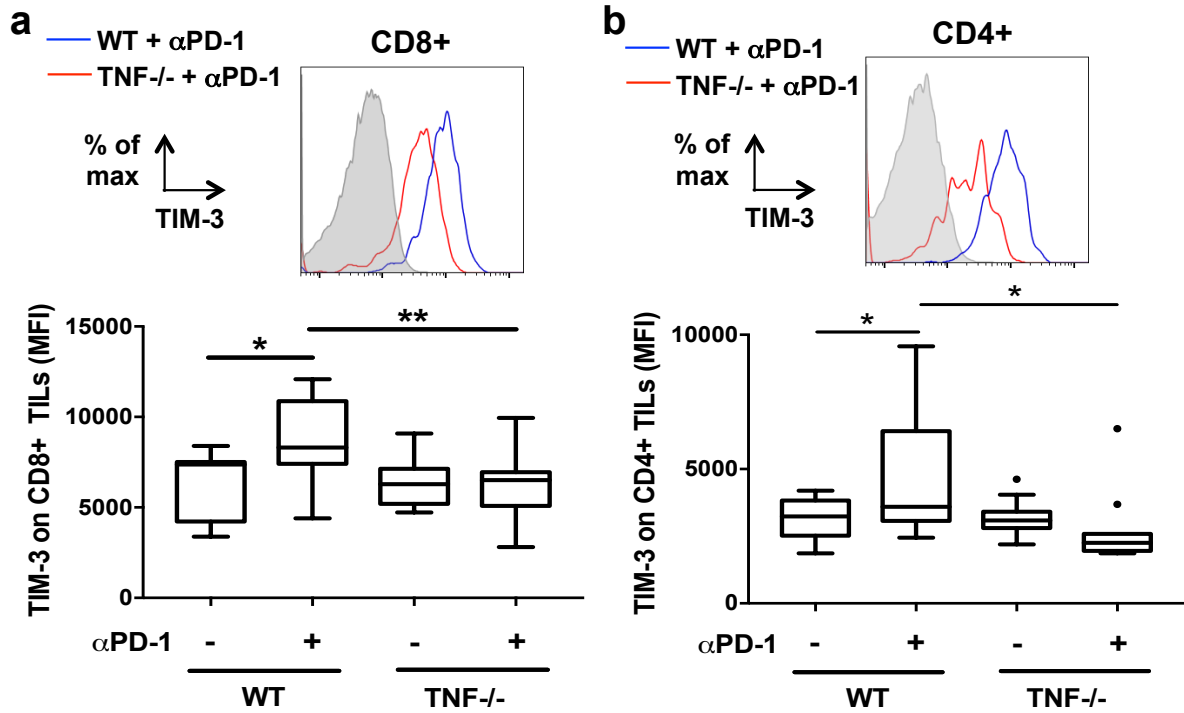 a
WT + αPD-1
TNF-/- + αPD-1
CD8+
% of
max
TIM-3
TIM-3 on CD8+ TILs (MFI)
15000
10000
5000
0
*
**
αPD-1 - + - +
WT TNF-/-
b
WT + αPD-1
TNF-/- + αPD-1
CD4+
% of
max
TIM-3
TIM-3 on CD4+ TILs (MFI)
10000
5000
0
*
*
αPD-1 - + - +
WT TNF-/-